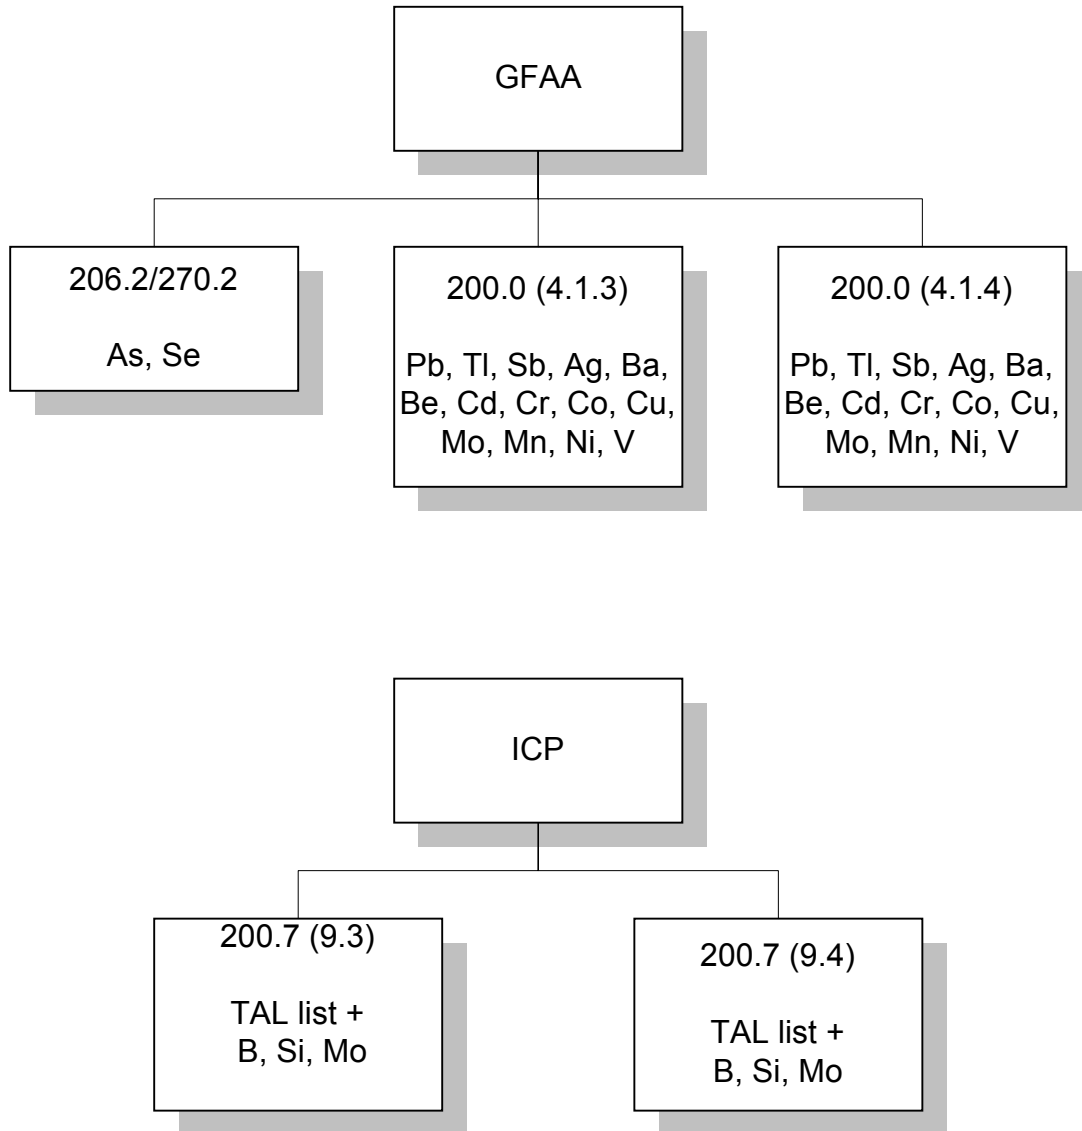 GFAA
206.2/270.2
As, Se
200.0 (4.1.3)
Pb, Tl, Sb, Ag, Ba,
Be, Cd, Cr, Co, Cu,
Mo, Mn, Ni, V
200.0 (4.1.4)
Pb, Tl, Sb, Ag, Ba,
Be, Cd, Cr, Co, Cu,
Mo, Mn, Ni, V
ICP
200.7 (9.3)
TAL list +
B, Si, Mo
200.7 (9.4)
TAL list +
B, Si, Mo